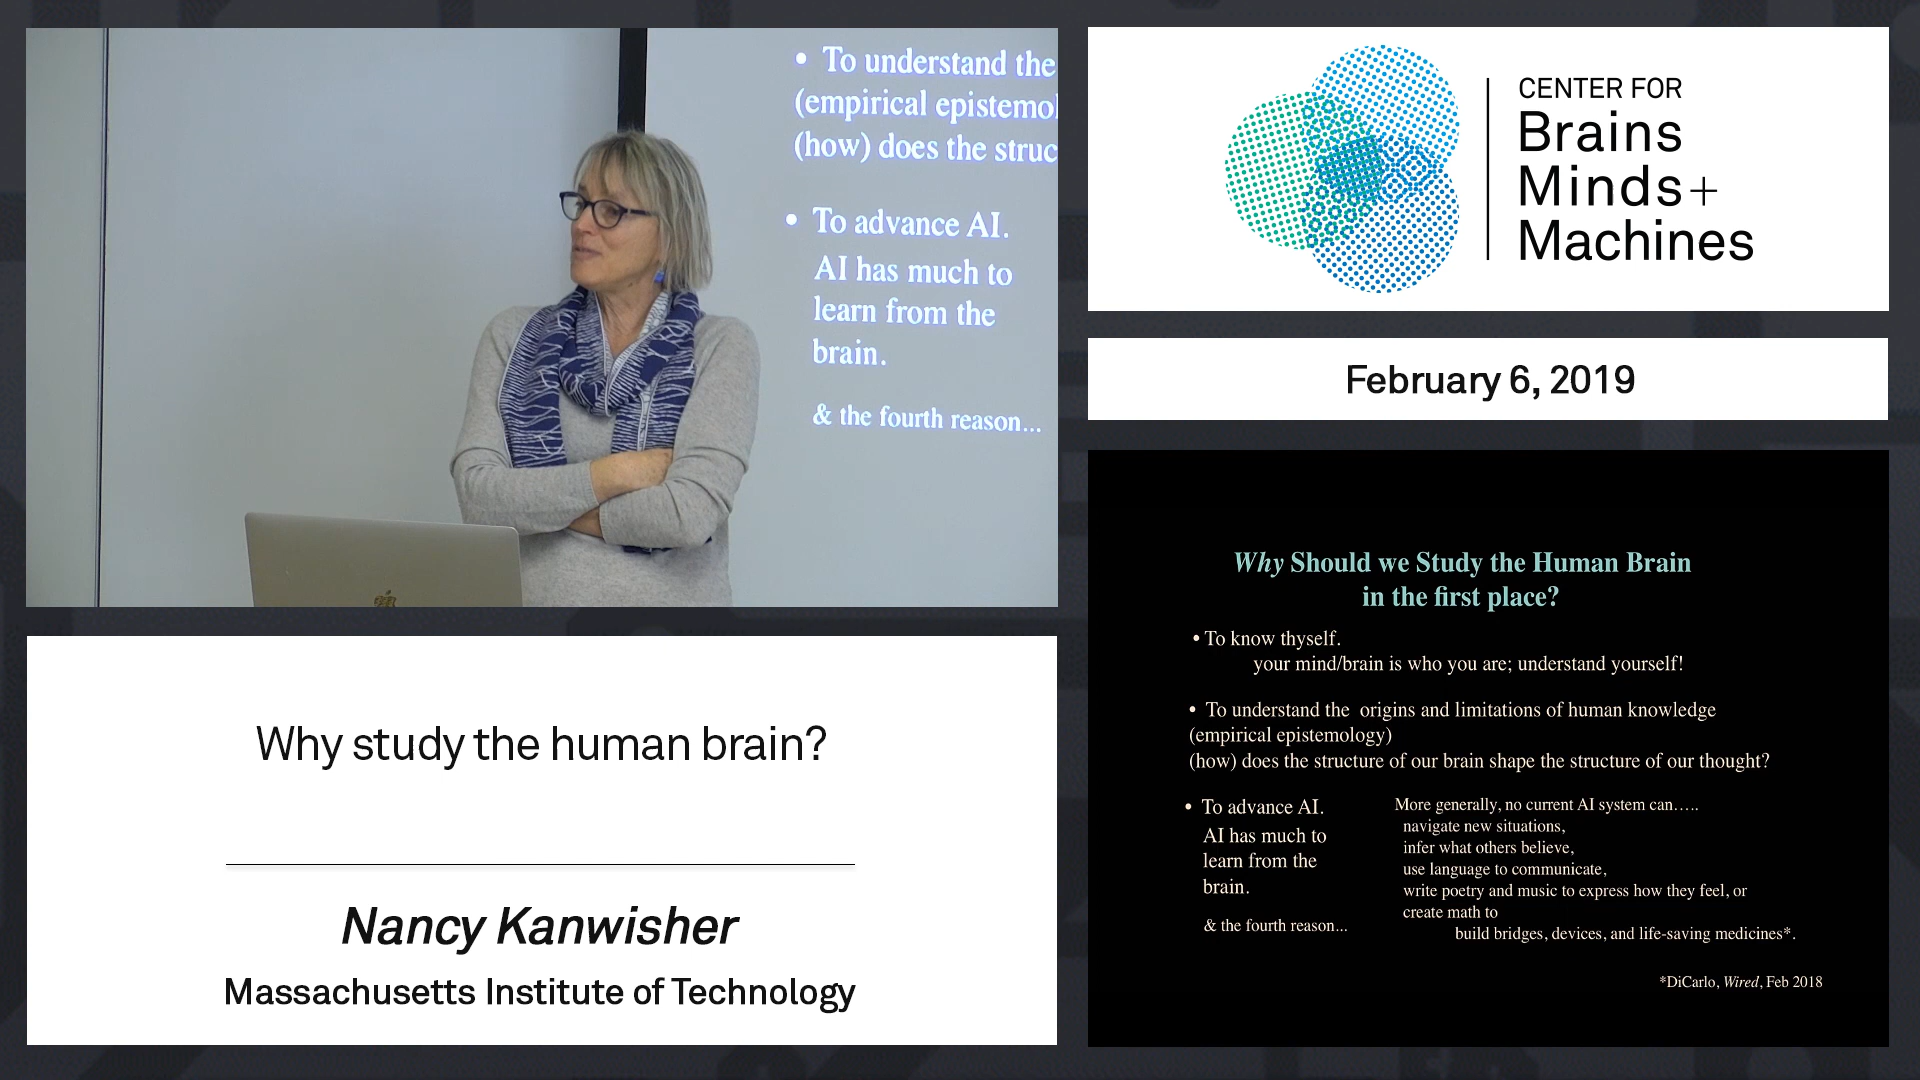 • To understand the
(empirical epistemol
(how) does the struc
• To advance AI.
AI has much to
learn from the
brain.
& the fourth reason...
CENTER FOR
Brains
Minds+
Machines
February 6, 2019
Why study the human brain?
Nancy Kanwisher
Massachusetts Institute of Technology
Why Should we Study the Human Brain
in the first place?
• To know thyself.
your mind/brain is who you are; understand yourself!
• To understand the origins and limitations of human knowledge
(empirical epistemology)
(how) does the structure of our brain shape the structure of our thought?
• To advance AI.
AI has much to
learn from the
brain.
& the fourth reason...
More generally, no current AI system can…..
navigate new situations,
infer what others believe,
use language to communicate,
write poetry and music to express how they feel, or
create math to
build bridges, devices, and life-saving medicines*.
*DiCarlo, Wired, Feb 2018